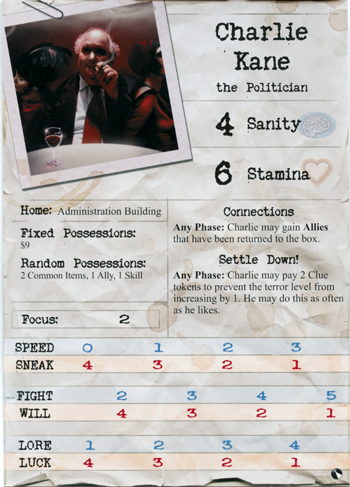 Charlie
Kane
the Politician
4 Sanity
6 Stamina
Home: Administration Building
Fixed Possessions:
$9
Random Possessions:
2 Common Items, 1 Ally, 1 Skill
Focus: 2
Connections
Any Phase: Charlie may gain Allies
that have been returned to the box.
Settle Down!
Any Phase: Charlie may pay 2 Clue
tokens to prevent the terror level from
increasing by 1. He may do this as often
as he likes.
SPEED 0 1 2 3
SNEAK 4 3 2 1
FIGHT 2 3 4 5
WILL 4 3 2 1
LORE 1 2 3 4
LUCK 4 3 2 1